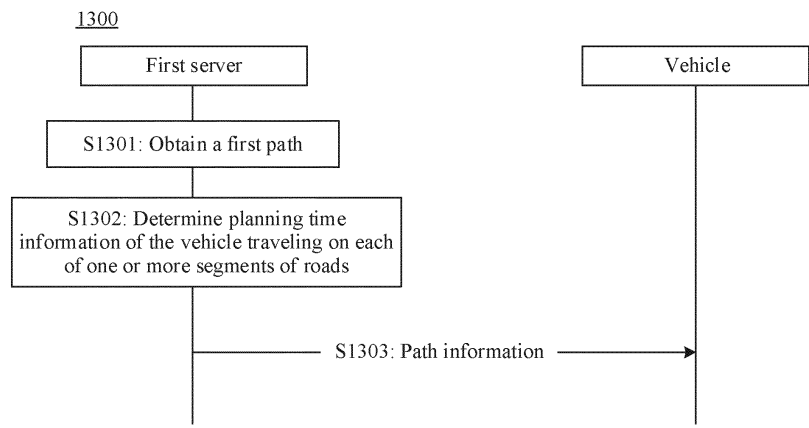 1300
First server
Vehicle
S1301: Obtain a first path
S1302: Determine planning time
information of the vehicle traveling on each
of one or more segments of roads
S1303: Path information